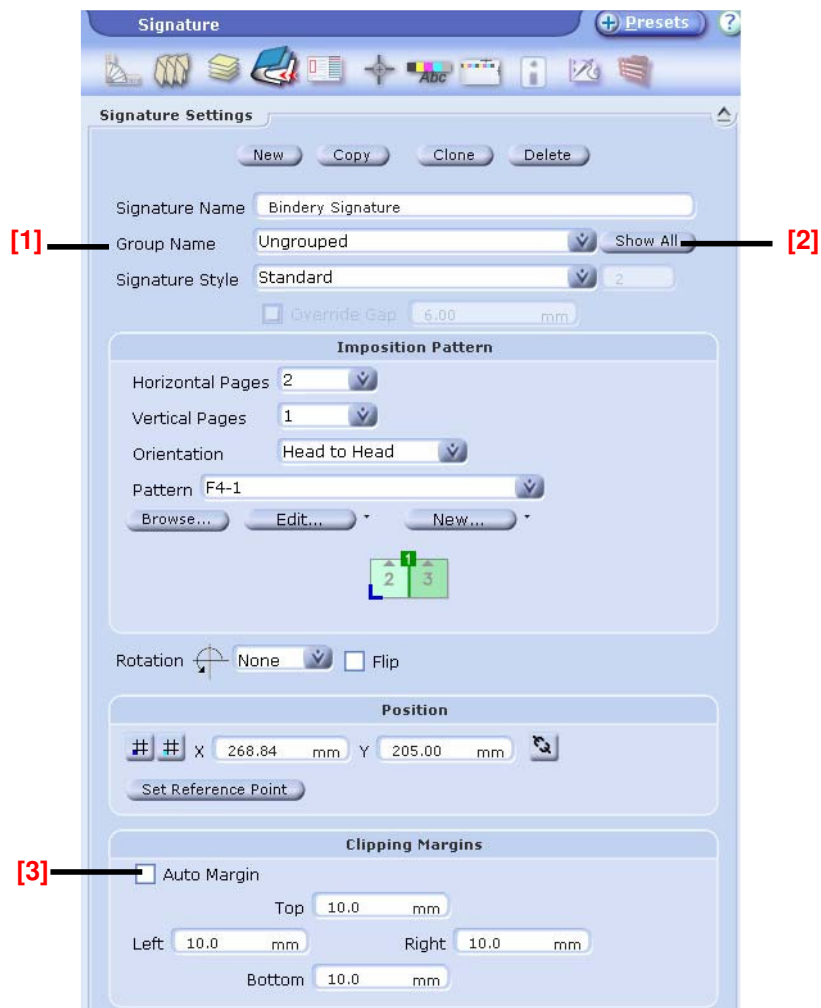 Signature
Presets ?
Abc
Signature Settings
New Copy Clone Delete
Signature Name Bindery Signature
[1] Group Name Ungrouped Show All [2]
Signature Style Standard 2
Override Gap 6.00 mm
Imposition Pattern
Horizontal Pages 2
Vertical Pages 1
Orientation Head to Head
Pattern F4-1
Browse... Edit... New...
1
2 3
Rotation None Flip
Position
X 268.84 mm Y 205.00 mm
Set Reference Point
Clipping Margins
[3] Auto Margin
Top 10.0 mm
Left 10.0 mm Right 10.0 mm
Bottom 10.0 mm